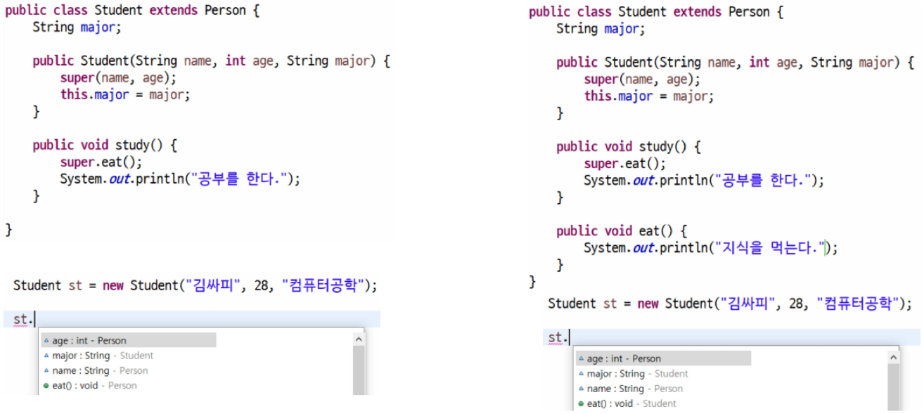 public class Student extends Person {
String major;
public Student(String name, int age, String major) {
super(name, age);
this.major = major;
}
public void study() {
super.eat();
System.out.println("공부를 한다.");
}
}
Student st = new Student("김싸피", 28, "컴퓨터공학");
st.
age : int - Person
major : String - Student
name : String - Person
eat() : void - Person
public class Student extends Person {
String major;
public Student(String name, int age, String major) {
super(name, age);
this.major = major;
}
public void study() {
super.eat();
System.out.println("공부를 한다.");
}
public void eat() {
System.out.println("지식을 먹는다.");
}
}
Student st = new Student("김싸피", 28, "컴퓨터공학");
st.
age : int - Person
major : String - Student
name : String - Person
eat() : void - Student